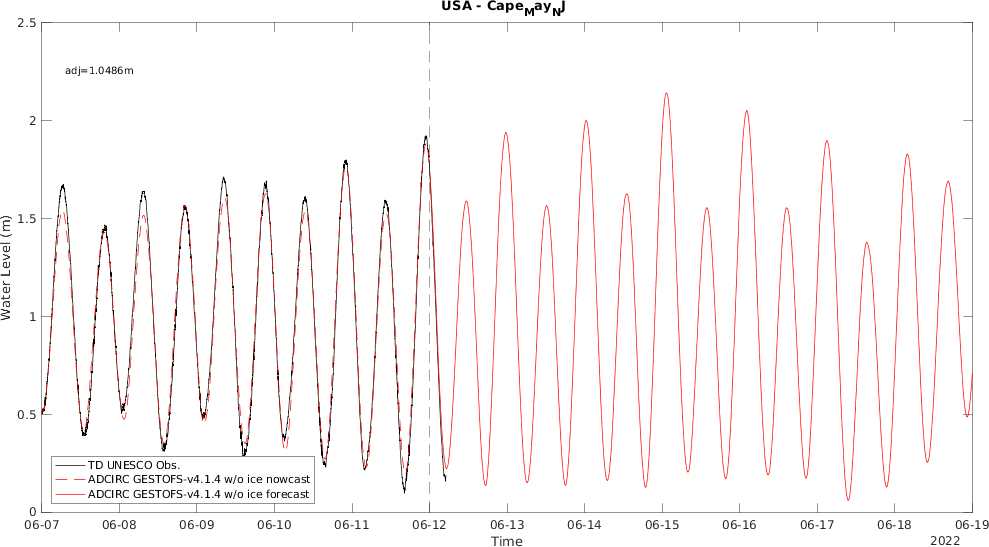 USA - CapeMayNJ
adj=1.0486m
Water Level (m)
2.5
2
1.5
1
0.5
0
TD UNESCO Obs.
ADCIRC GESTOFS-v4.1.4 w/o ice nowcast
ADCIRC GESTOFS-v4.1.4 w/o ice forecast
06-07 06-08 06-09 06-10 06-11 06-12 06-13 06-14 06-15 06-16 06-17 06-18 06-19
Time
2022